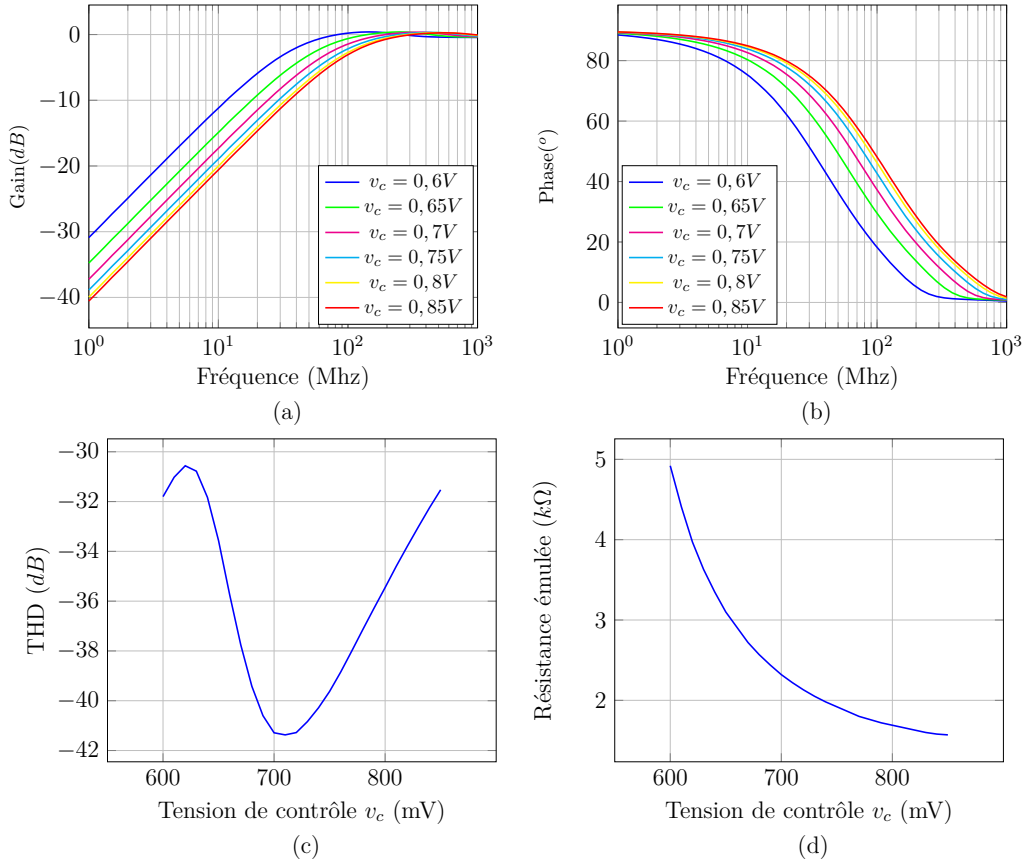 0
−10
−20
−30
−40
Gain(dB)
v_c = 0,6V
v_c = 0,65V
v_c = 0,7V
v_c = 0,75V
v_c = 0,8V
v_c = 0,85V
10^0
10^1
10^2
10^3
Fréquence (Mhz)
(a)
80
60
40
20
0
Phase(^o)
v_c = 0,6V
v_c = 0,65V
v_c = 0,7V
v_c = 0,75V
v_c = 0,8V
v_c = 0,85V
10^0
10^1
10^2
10^3
Fréquence (Mhz)
(b)
−30
−32
−34
−36
−38
−40
−42
THD (dB)
600
700
800
Tension de contrôle v_c (mV)
(c)
5
4
3
2
Résistance émulée (kΩ)
600
700
800
Tension de contrôle v_c (mV)
(d)